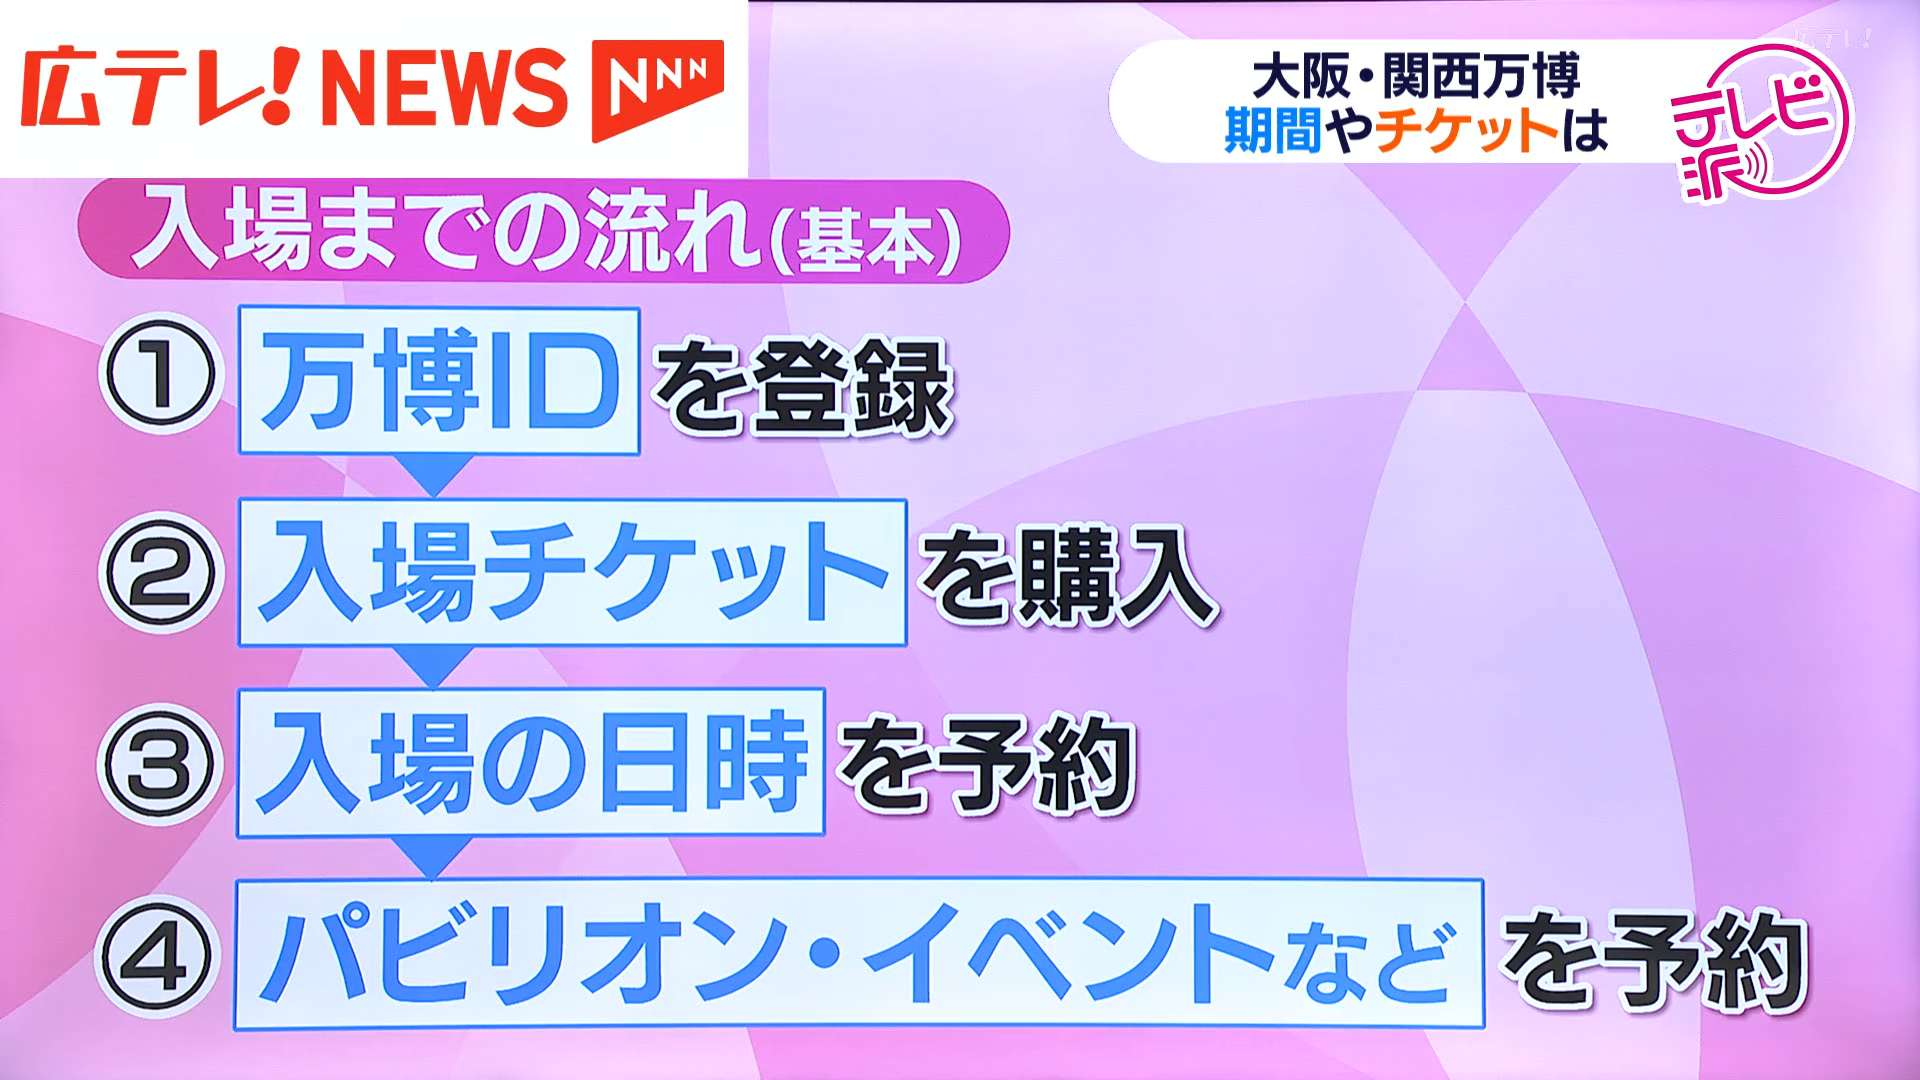 広テレ!NEWS NNN
広テレ!
大阪・関西万博
期間やチケットは
テレビ派
入場までの流れ(基本)
① 万博IDを登録
② 入場チケットを購入
③ 入場の日時を予約
④ パビリオン・イベントなどを予約